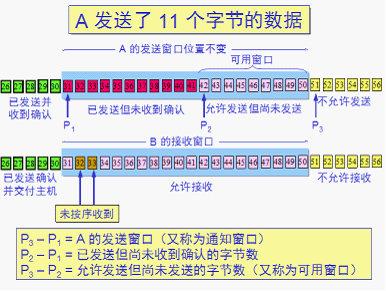 A 发送了 11 个字节的数据
A 的发送窗口位置不变
可用窗口
26 27 28 29 30 31 32 33 34 35 36 37 38 39 40 41 42 43 44 45 46 47 48 49 50 51 52 53 54 55 56
已发送并
收到确认
已发送但未收到确认
允许发送但尚未发送
不允许发送
P1
P2
P3
B 的接收窗口
26 27 28 29 30 31 32 33 34 35 36 37 38 39 40 41 42 43 44 45 46 47 48 49 50 51 52 53 54 55 56
已发送确认
并交付主机
允许接收
不允许接收
未按序收到
P3 – P1 = A 的发送窗口（又称为通知窗口）
P2 – P1 = 已发送但尚未收到确认的字节数
P3 – P2 = 允许发送但尚未发送的字节数（又称为可用窗口）